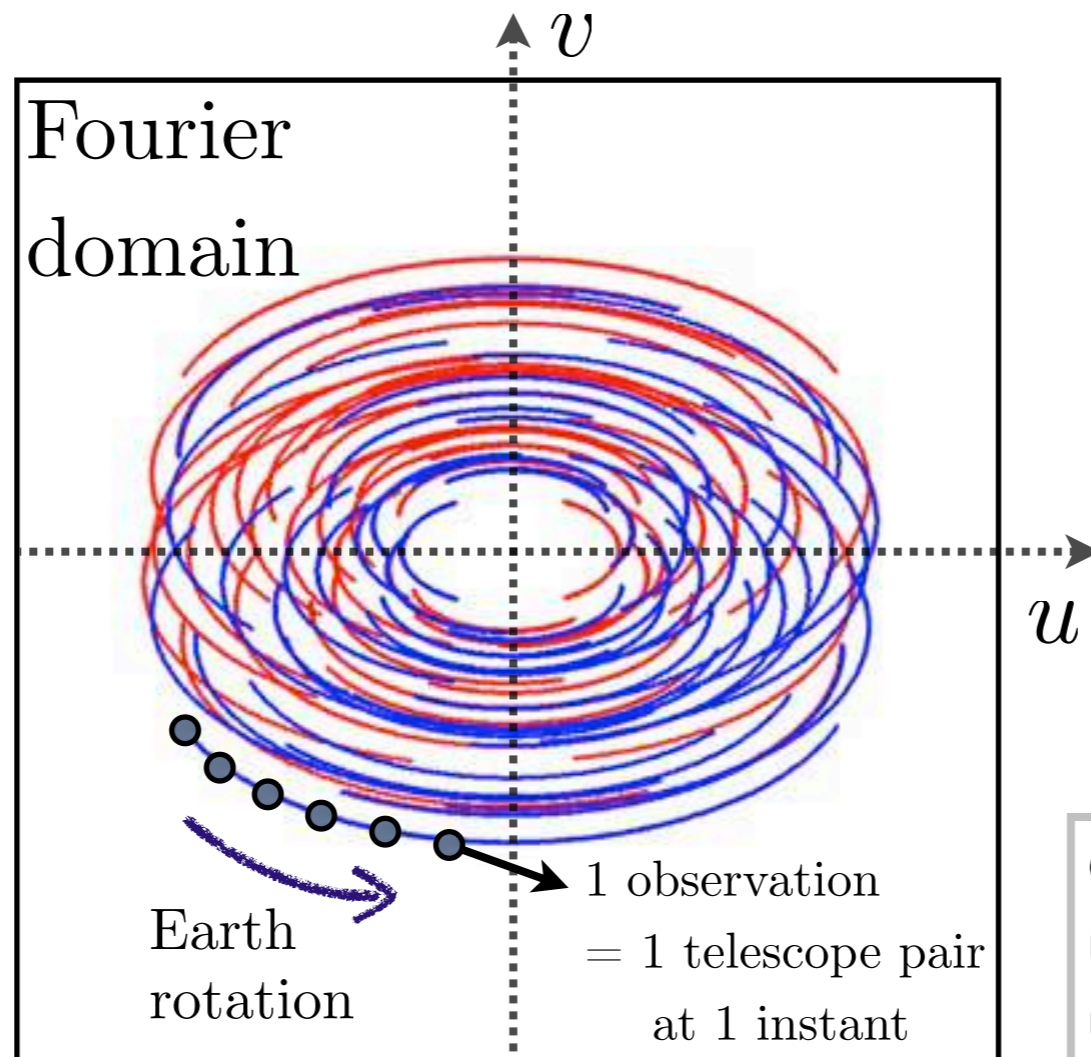 v
Fourier
domain
u
1 observation
= 1 telescope pair
at 1 instant
Earth
rotation